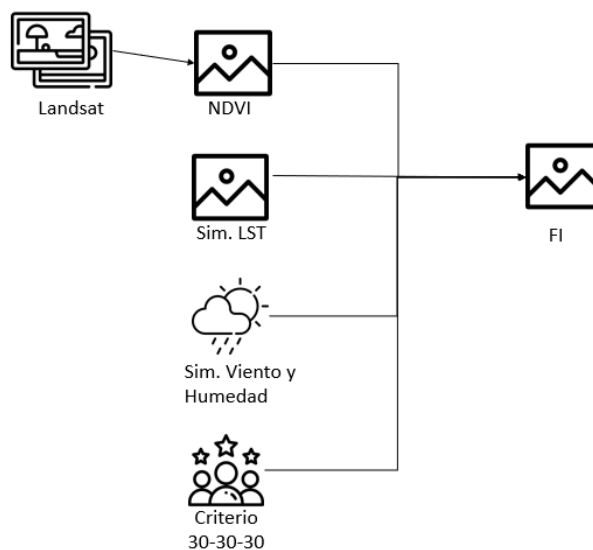 Landsat
NDVI
Sim. LST
FI
Sim. Viento y
Humedad
Criterio
30-30-30